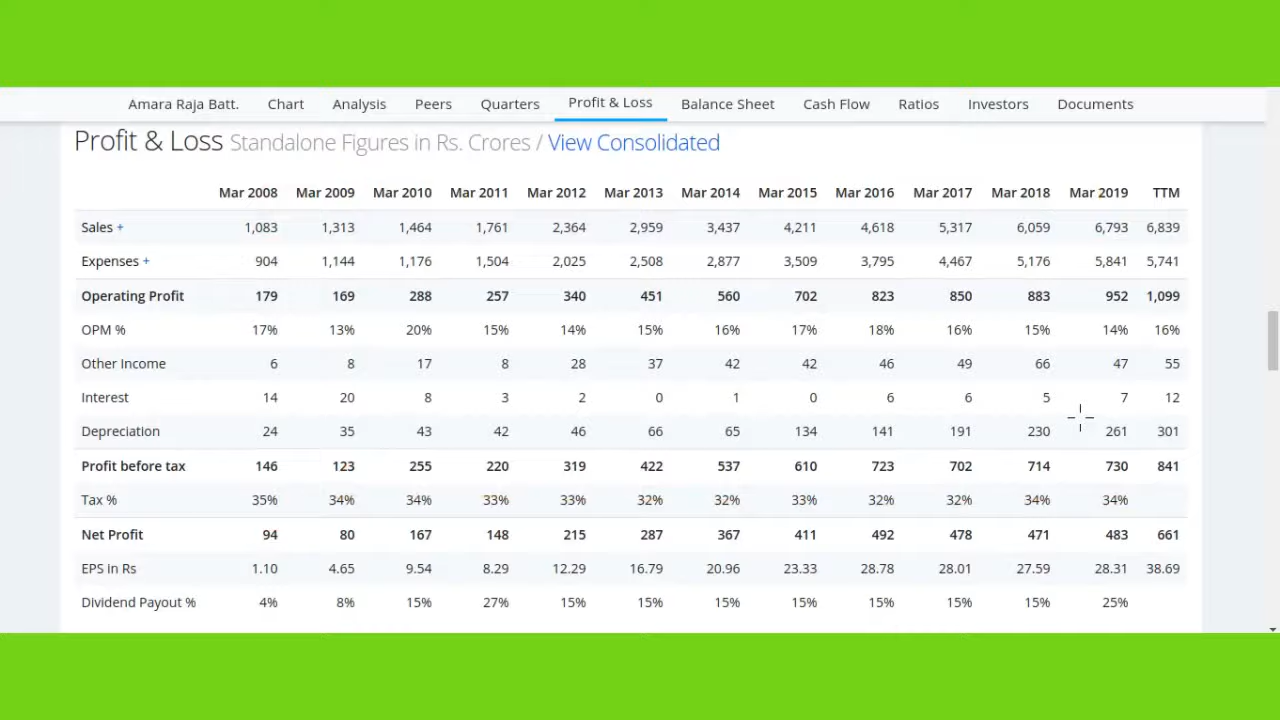 Amara Raja Batt. Chart Analysis Peers Quarters Profit & Loss Balance Sheet Cash Flow Ratios Investors Documents
Profit & Loss Standalone Figures in Rs. Crores / View Consolidated
Mar 2008 Mar 2009 Mar 2010 Mar 2011 Mar 2012 Mar 2013 Mar 2014 Mar 2015 Mar 2016 Mar 2017 Mar 2018 Mar 2019 TTM
Sales + 1,083 1,313 1,464 1,761 2,364 2,959 3,437 4,211 4,618 5,317 6,059 6,793 6,839
Expenses + 904 1,144 1,176 1,504 2,025 2,508 2,877 3,509 3,795 4,467 5,176 5,841 5,741
Operating Profit 179 169 288 257 340 451 560 702 823 850 883 952 1,099
OPM % 17% 13% 20% 15% 14% 15% 16% 17% 18% 16% 15% 14% 16%
Other Income 6 8 17 8 28 37 42 42 46 49 66 47 55
Interest 14 20 8 3 2 0 1 0 6 6 5 7 12
Depreciation 24 35 43 42 46 66 65 134 141 191 230 261 301
Profit before tax 146 123 255 220 319 422 537 610 723 702 714 730 841
Tax % 35% 34% 34% 33% 33% 32% 32% 33% 32% 32% 34% 34%
Net Profit 94 80 167 148 215 287 367 411 492 478 471 483 661
EPS in Rs 1.10 4.65 9.54 8.29 12.29 16.79 20.96 23.33 28.78 28.01 27.59 28.31 38.69
Dividend Payout % 4% 8% 15% 27% 15% 15% 15% 15% 15% 15% 15% 25%